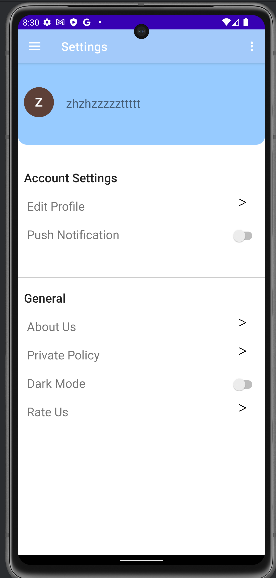 8:30
Settings
Z
zhzhzzzzzttttt
Account Settings
Edit Profile >
Push Notification
General
About Us >
Private Policy >
Dark Mode
Rate Us >